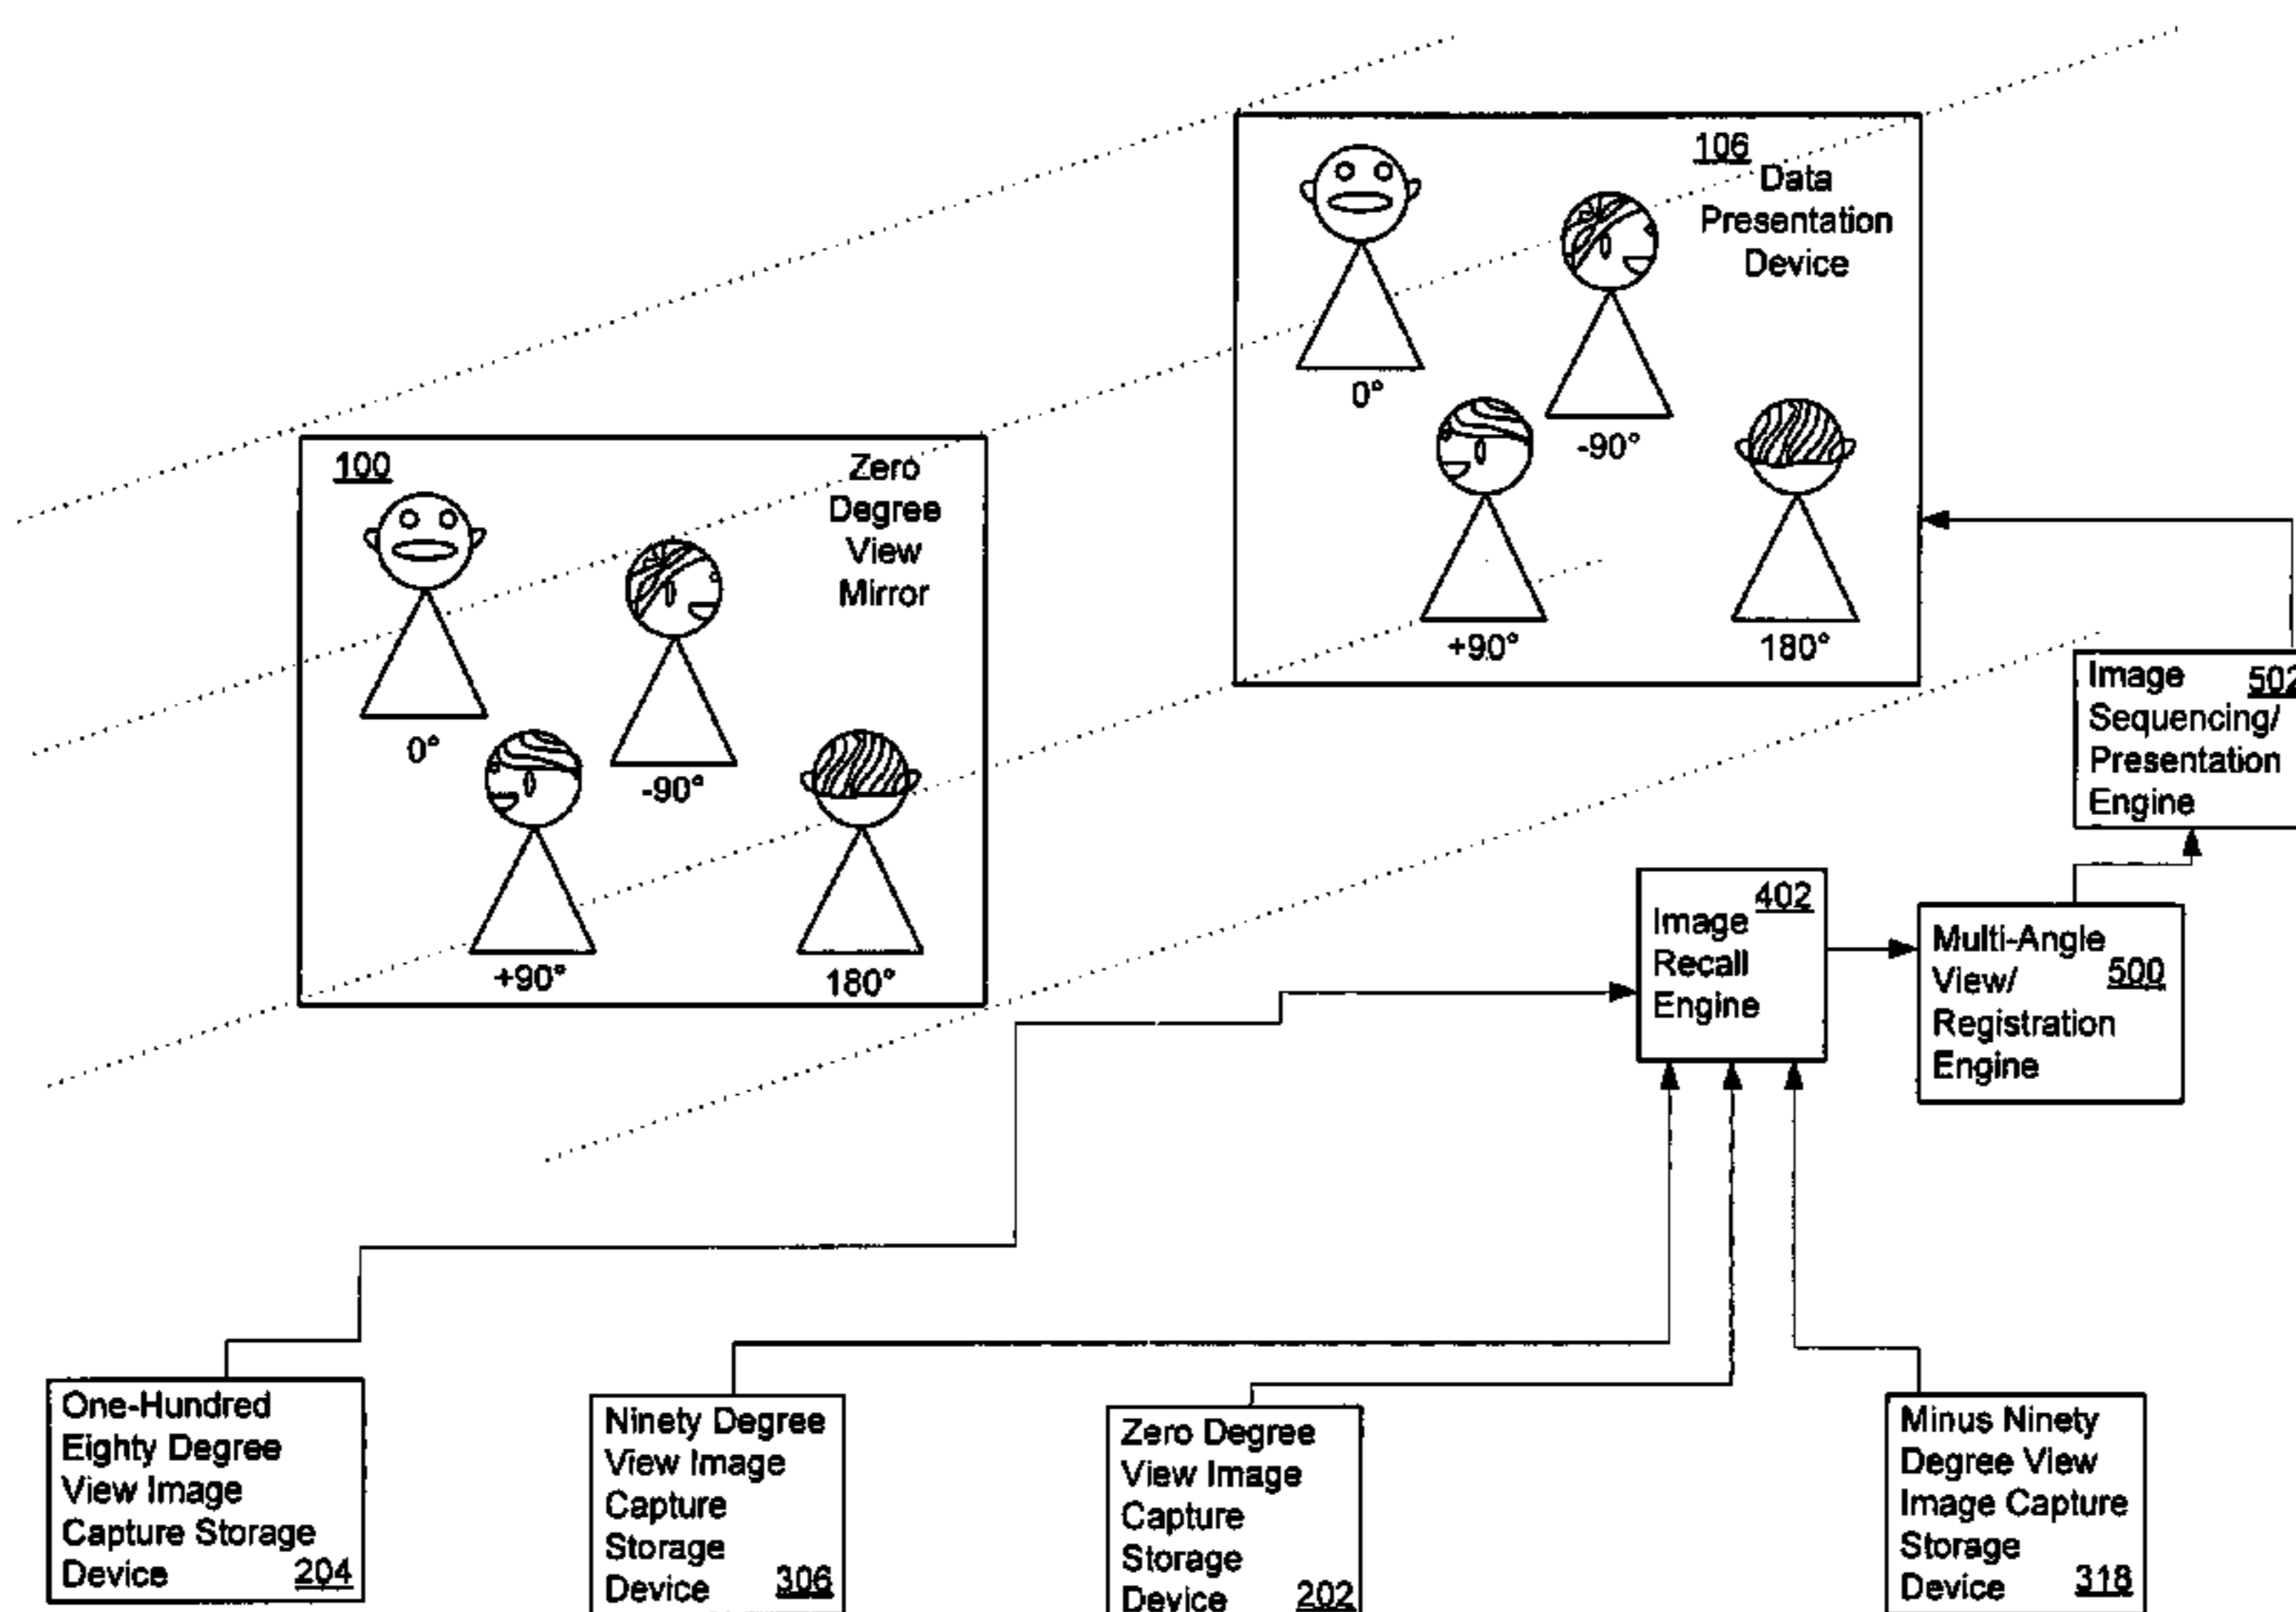 106
Data
Presentation
Device
0°
-90°
+90°
180°
100
Zero
Degree
View
Mirror
0°
-90°
+90°
180°
Image 502
Sequencing/
Presentation
Engine
402
Image
Recall
Engine
Multi-Angle
View/ 500
Registration
Engine
One-Hundred
Eighty Degree
View Image
Capture Storage
Device 204
Ninety Degree
View Image
Capture
Storage
Device 306
Zero Degree
View Image
Capture
Storage
Device 202
Minus Ninety
Degree View
Image Capture
Storage
Device 318